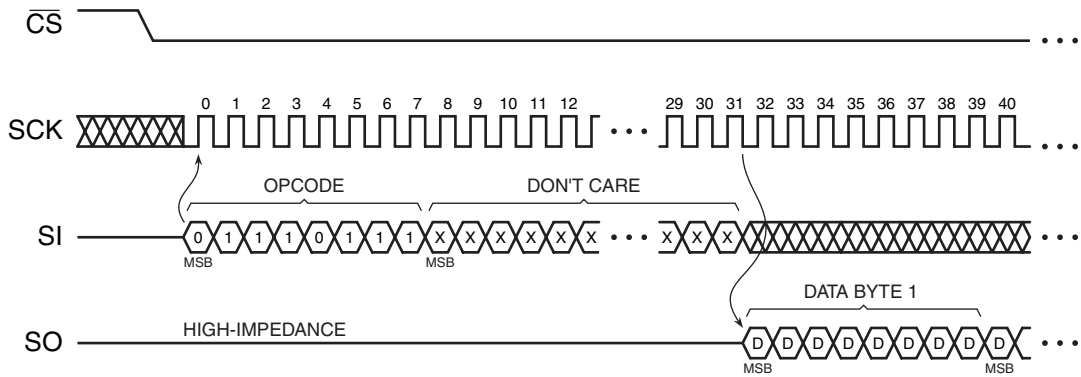 CS
SCK
0 1 2 3 4 5 6 7 8 9 10 11 12 29 30 31 32 33 34 35 36 37 38 39 40
OPCODE DON'T CARE
SI
0 1 1 1 0 1 1 1 X X X X X X X X X
MSB MSB
DATA BYTE 1
SO
HIGH-IMPEDANCE
D D D D D D D D D
MSB MSB